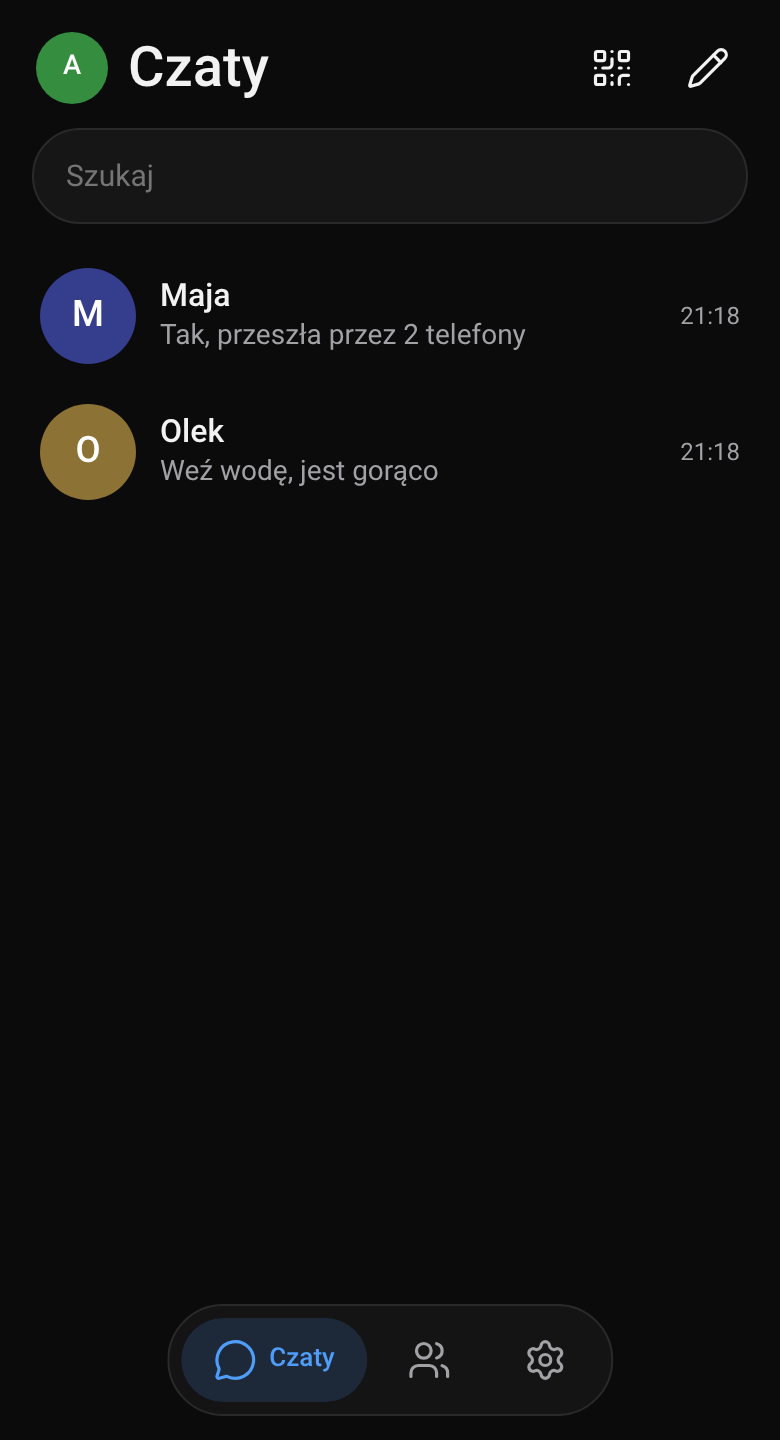 A
Czaty
Szukaj
M
Maja
Tak, przeszła przez 2 telefony
21:18
O
Olek
Weź wodę, jest gorąco
21:18
Czaty